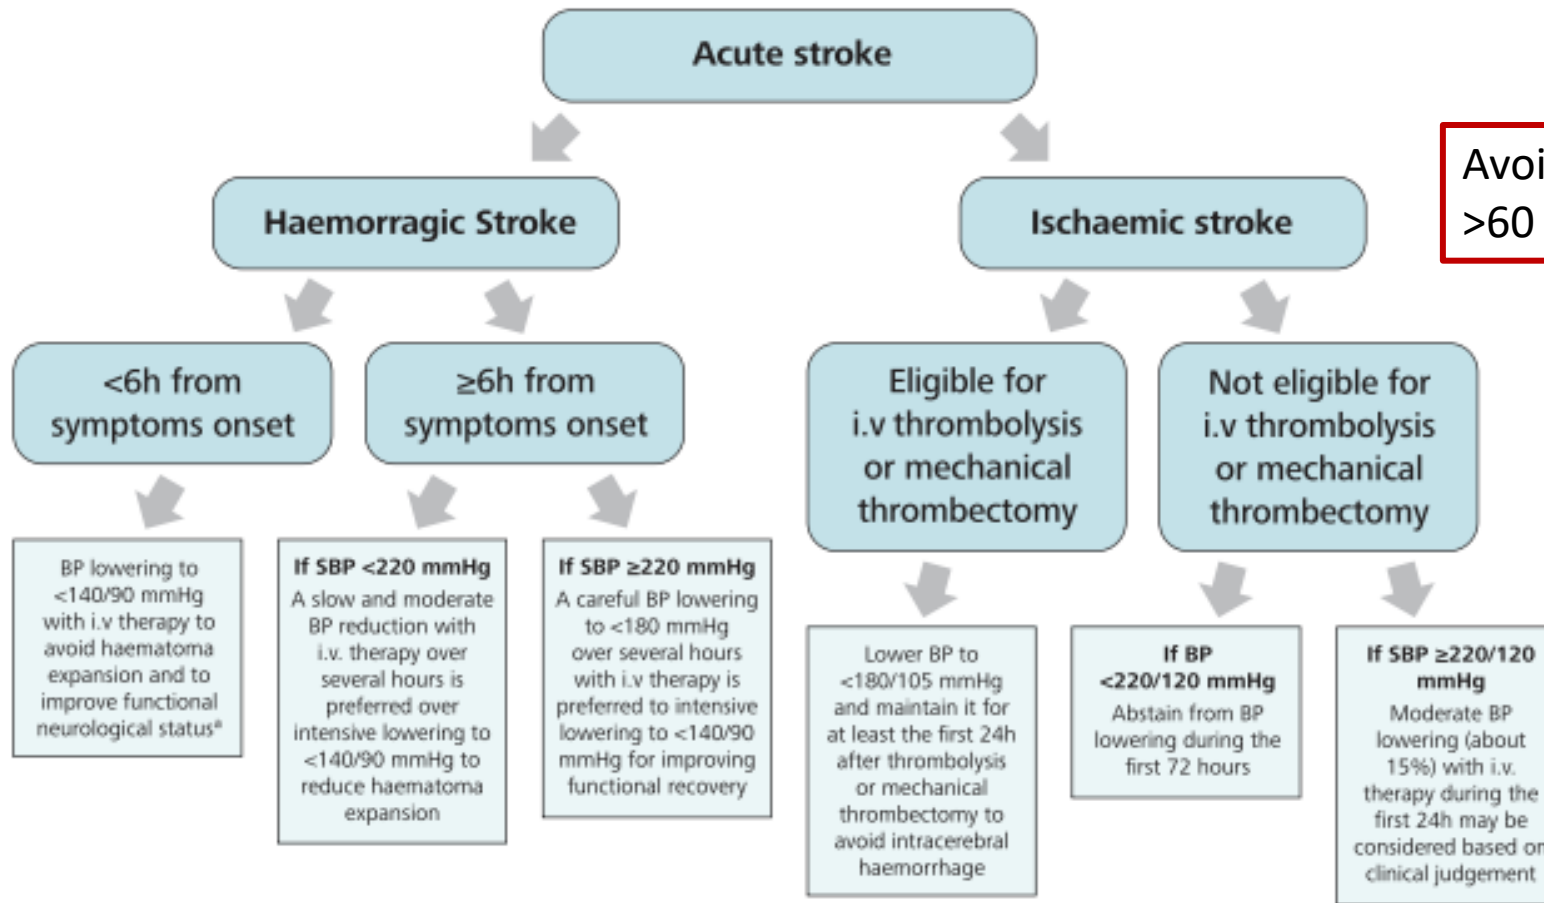 Acute stroke
Avoi
>60
Haemorragic Stroke
Ischaemic stroke
<6h from
symptoms onset
≥6h from
symptoms onset
Eligible for
i.v thrombolysis
or mechanical
thrombectomy
Not eligible for
i.v thrombolysis
or mechanical
thrombectomy
BP lowering to
<140/90 mmHg
with i.v therapy to
avoid haematoma
expansion and to
improve functional
neurological statusª
If SBP <220 mmHg
A slow and moderate
BP reduction with
i.v. therapy over
several hours is
preferred over
intensive lowering to
<140/90 mmHg to
reduce haematoma
expansion
If SBP ≥220 mmHg
A careful BP lowering
to <180 mmHg
over several hours
with i.v therapy is
preferred to intensive
lowering to <140/90
mmHg for improving
functional recovery
Lower BP to
<180/105 mmHg
and maintain it for
at least the first 24h
after thrombolysis
or mechanical
thrombectomy to
avoid intracerebral
haemorrhage
If BP
<220/120 mmHg
Abstain from BP
lowering during the
first 72 hours
If SBP ≥220/120
mmHg
Moderate BP
lowering (about
15%) with i.v.
therapy during the
first 24h may be
considered based on
clinical judgement